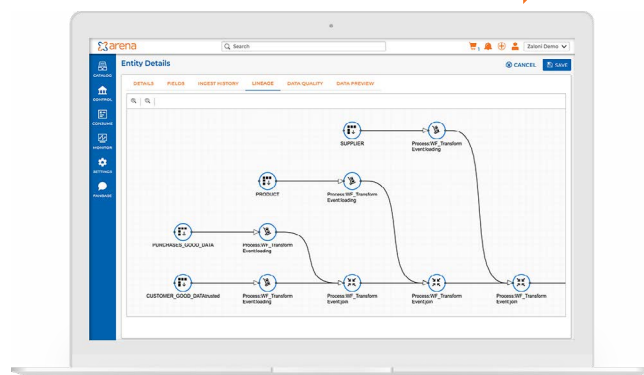 arena
Search
1
Zaloni Demo
Entity Details
CANCEL
SAVE
CATALOG
CONTROL
CONSUME
MONITOR
SETTINGS
DETAILS
FIELDS
INGEST HISTORY
LINEAGE
DATA QUALITY
DATA PREVIEW
SUPPLIER
Process:WF_Transform
Event:loading
PRODUCT
Process:WF_Transform
Event:loading
PURCHASES_GOOD_DATA
Process:WF_Transform
Event:loading
CUSTOMER_GOOD_DATAtrusted
Process:WF_Transform
Event:loading
Process:WF_Transform
Event:join
Process:WF_Transform
Event:join
Process:WF_Transform
Event:join